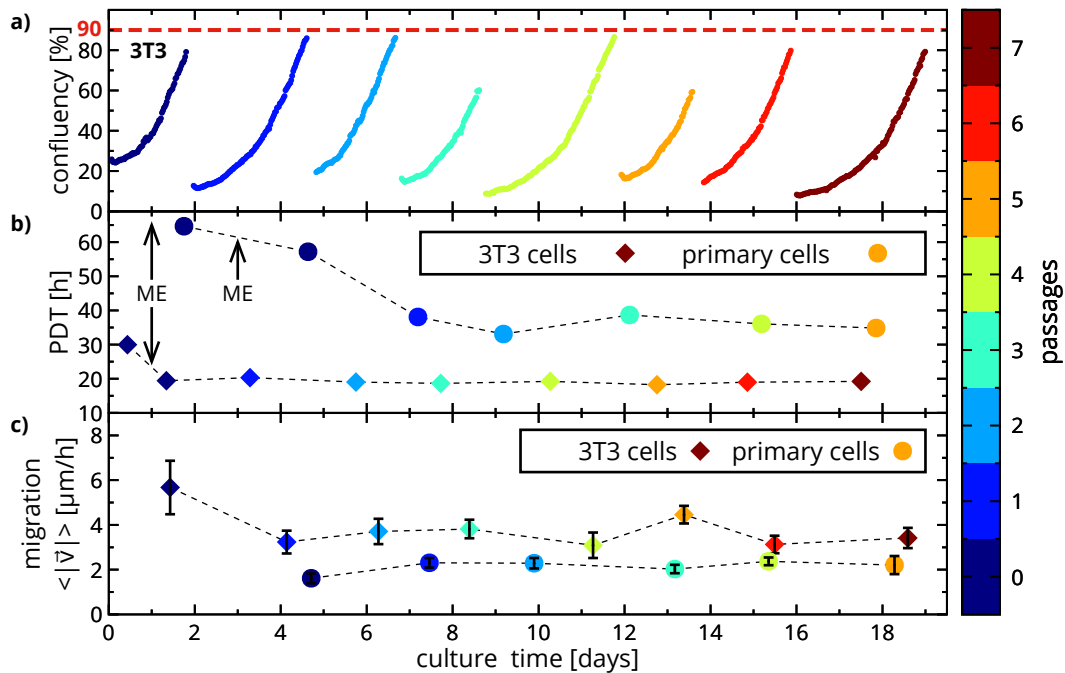 a)
90
80
60
40
20
0
confluency [%]
3T3
b)
60
50
40
30
20
10
PDT [h]
ME
ME
3T3 cells
primary cells
c)
8
6
4
2
0
migration
< |v⃗| > [μm/h]
3T3 cells
primary cells
0 2 4 6 8 10 12 14 16 18
culture time [days]
7
6
5
4
3
2
1
0
passages